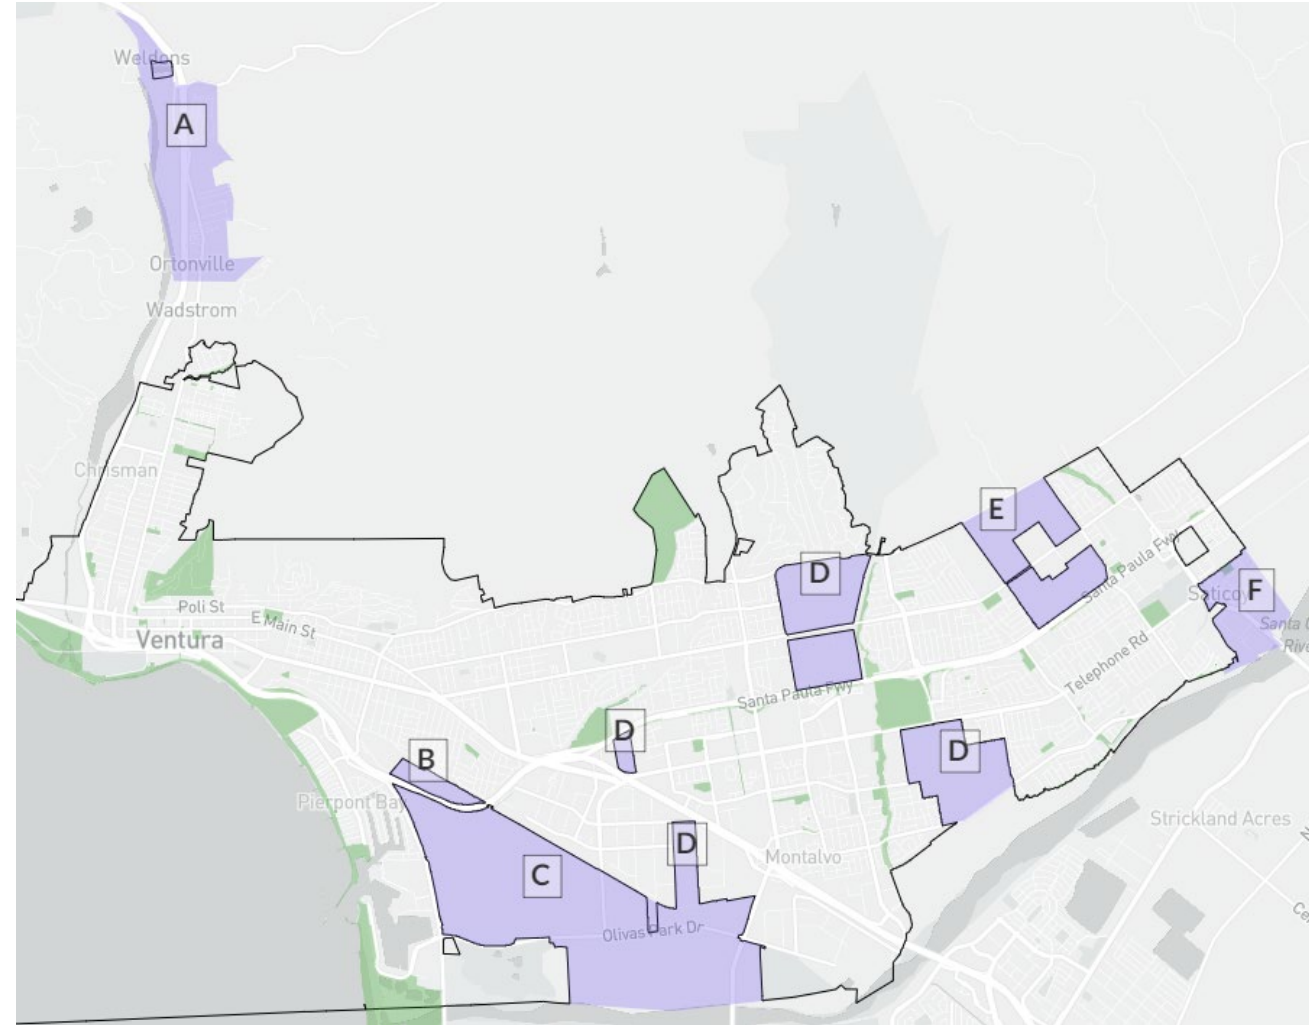 Weldons
A
Ortonville
Wadstrom
Chrisman
E
Santa Paula Fwy
D
F
Saticoy
Poli St
E Main St
Ventura
Telephone Rd
Santa Paula Fwy
D
D
B
Pierpont Bay
Strickland Acres
D
Montalvo
C
Olivas Park Dr